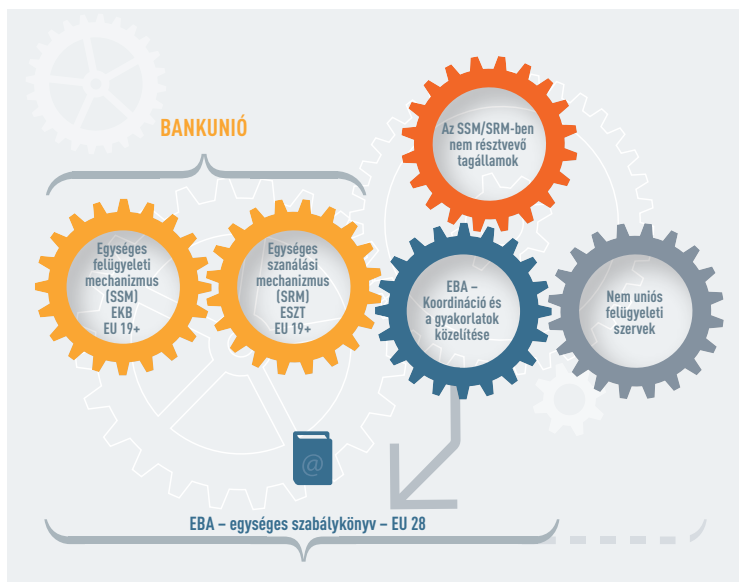 BANKUNIÓ
Az SSM/SRM-ben
nem résztvevő
tagállamok
Egységes
felügyeleti
mechanizmus
(SSM)
EKB
EU 19+
Egységes
szanálási
mechanizmus
(SRM)
ESZT
EU 19+
EBA –
Koordináció és
a gyakorlatok
közelítése
Nem uniós
felügyeleti
szervek
@
EBA – egységes szabálykönyv – EU 28